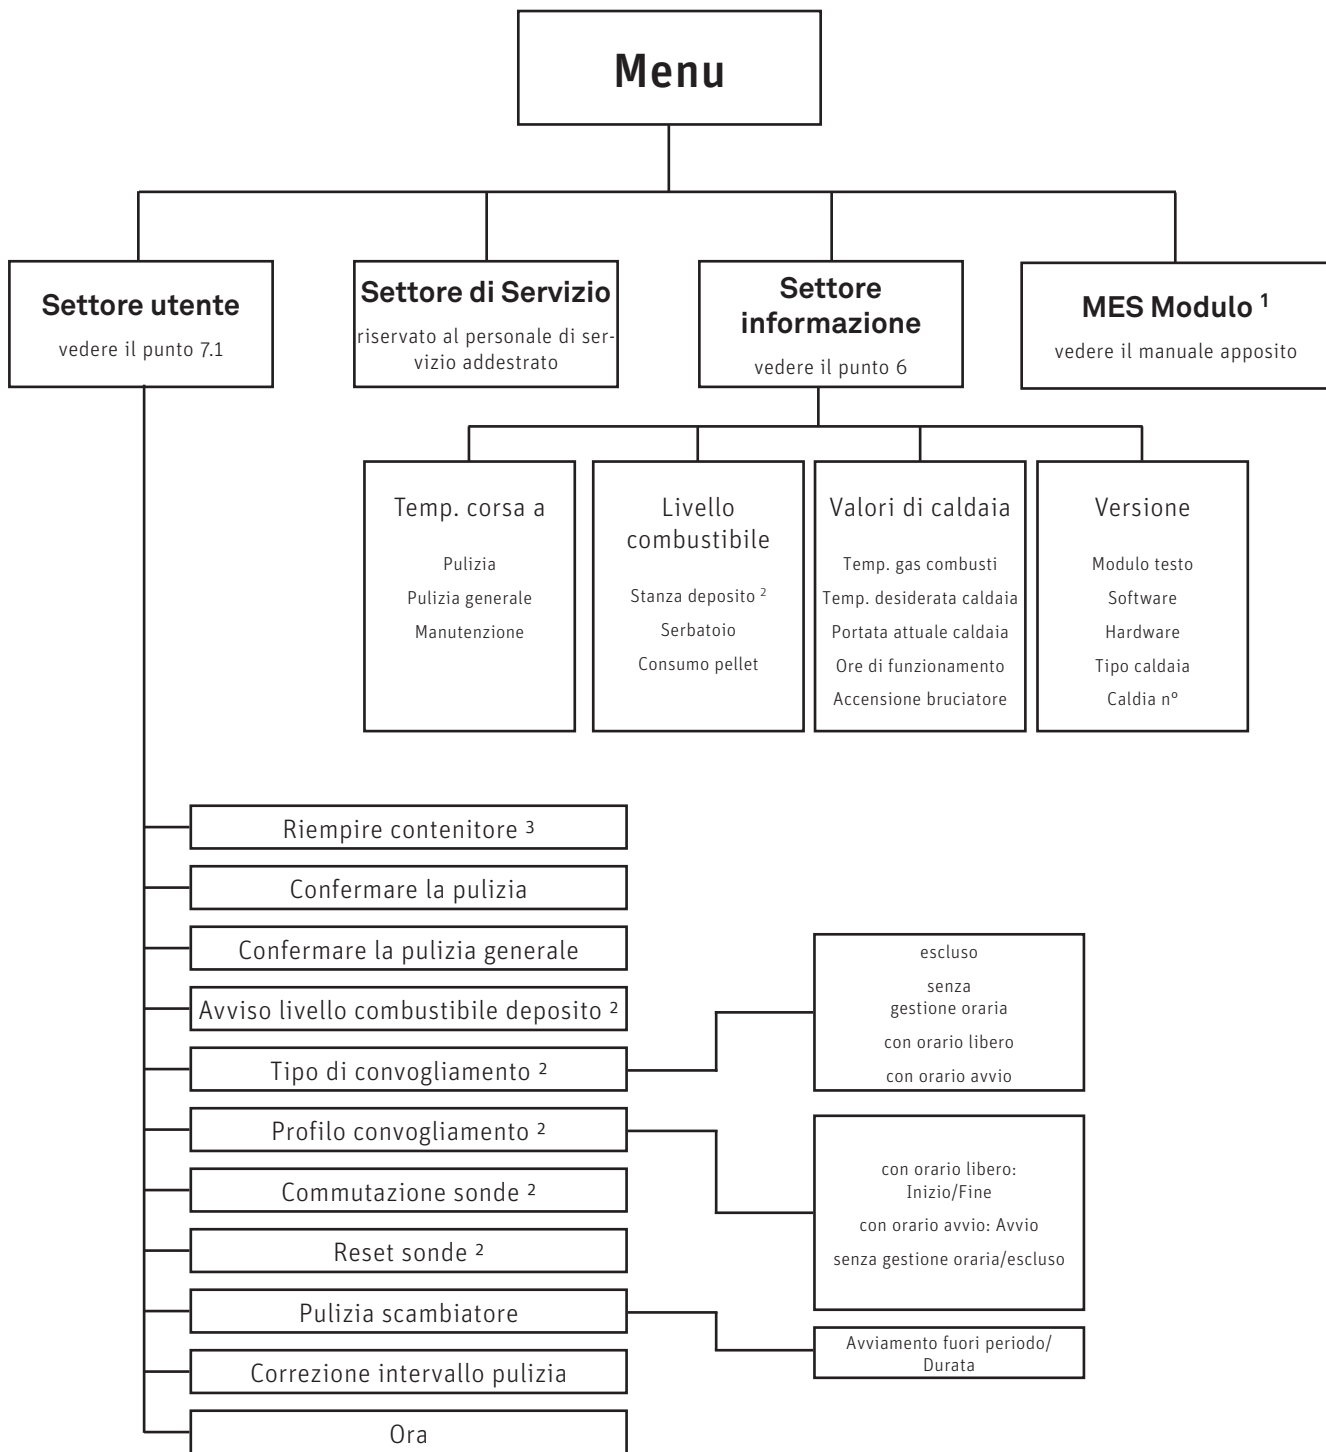 Menu
Settore utente
vedere il punto 7.1
Settore di Servizio
riservato al personale di ser-
vizio addestrato
Settore
informazione
vedere il punto 6
MES Modulo ¹
vedere il manuale apposito
Temp. corsa a
Pulizia
Pulizia generale
Manutenzione
Livello
combustibile
Stanza deposito ²
Serbatoio
Consumo pellet
Valori di caldaia
Temp. gas combusti
Temp. desiderata caldaia
Portata attuale caldaia
Ore di funzionamento
Accensione bruciatore
Versione
Modulo testo
Software
Hardware
Tipo caldaia
Caldia n°
Riempire contenitore ³
Confermare la pulizia
Confermare la pulizia generale
Avviso livello combustibile deposito ²
Tipo di convogliamento ²
escluso
senza
gestione oraria
con orario libero
con orario avvio
Profilo convogliamento ²
con orario libero:
Inizio/Fine
con orario avvio: Avvio
senza gestione oraria/escluso
Commutazione sonde ²
Reset sonde ²
Pulizia scambiatore
Avviamento fuori periodo/
Durata
Correzione intervallo pulizia
Ora